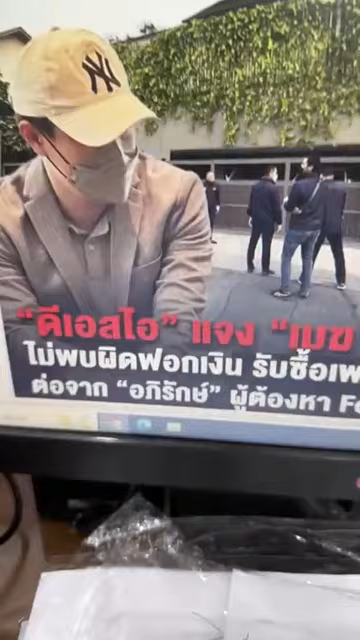 NY
“ดีเอสไอ” แจง “เมฆ
ไม่พบผิดฟอกเงิน รับซื้อเพ
ต่อจาก “อภิรักษ์” ผู้ต้องหา Fo